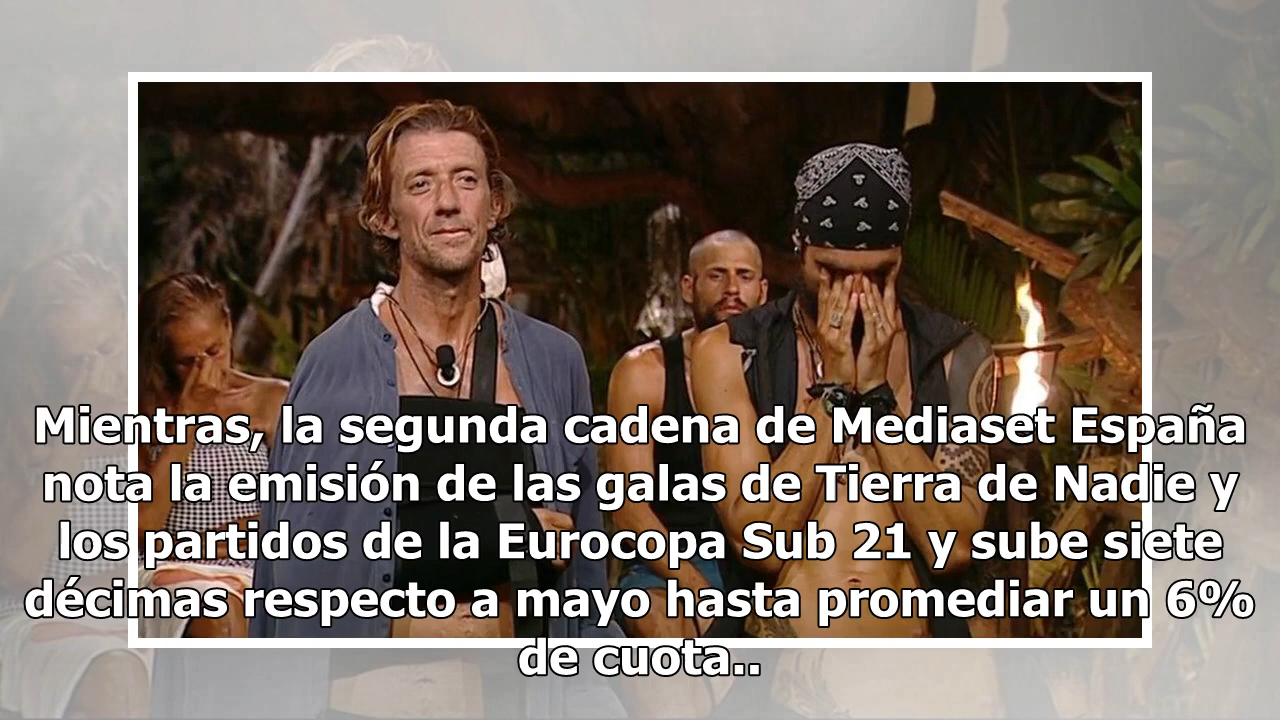 Mientras, la segunda cadena de Mediaset España
nota la emisión de las galas de Tierra de Nadie y
los partidos de la Eurocopa Sub 21 y sube siete
décimas respecto a mayo hasta promediar un 6%
de cuota..